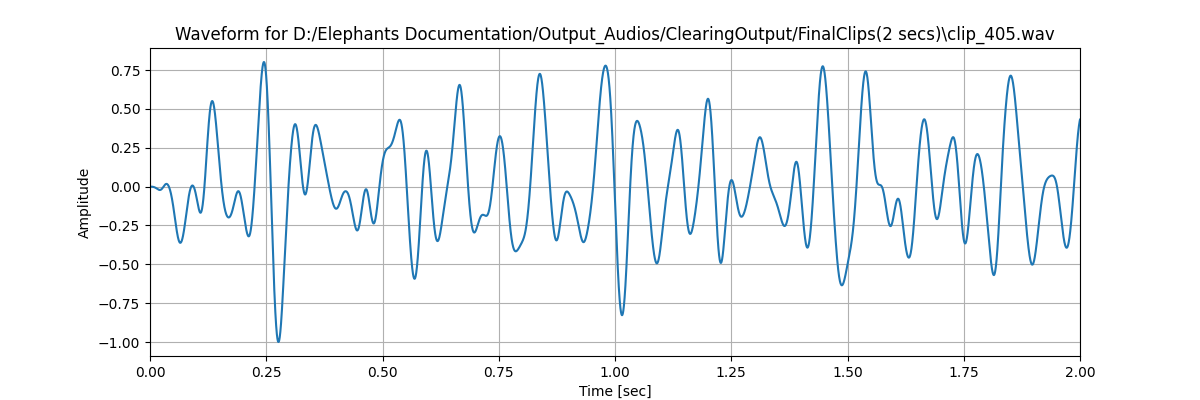 Waveform for D:/Elephants Documentation/Output_Audios/ClearingOutput/FinalClips(2 secs)\clip_405.wav
0.75
0.50
0.25
0.00
−0.25
−0.50
−0.75
−1.00
Amplitude
0.00 0.25 0.50 0.75 1.00 1.25 1.50 1.75 2.00
Time [sec]